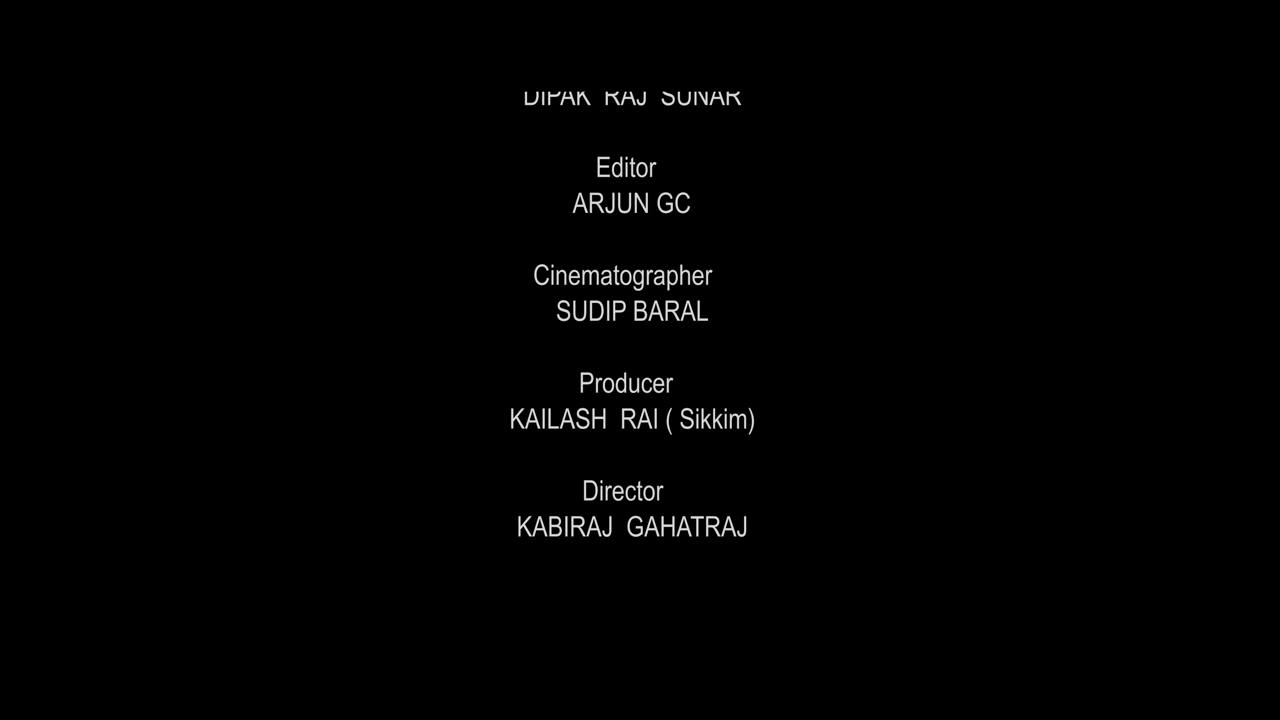 DIPAK RAJ SUNAR
Editor
ARJUN GC
Cinematographer
SUDIP BARAL
Producer
KAILASH RAI ( Sikkim)
Director
KABIRAJ GAHATRAJ